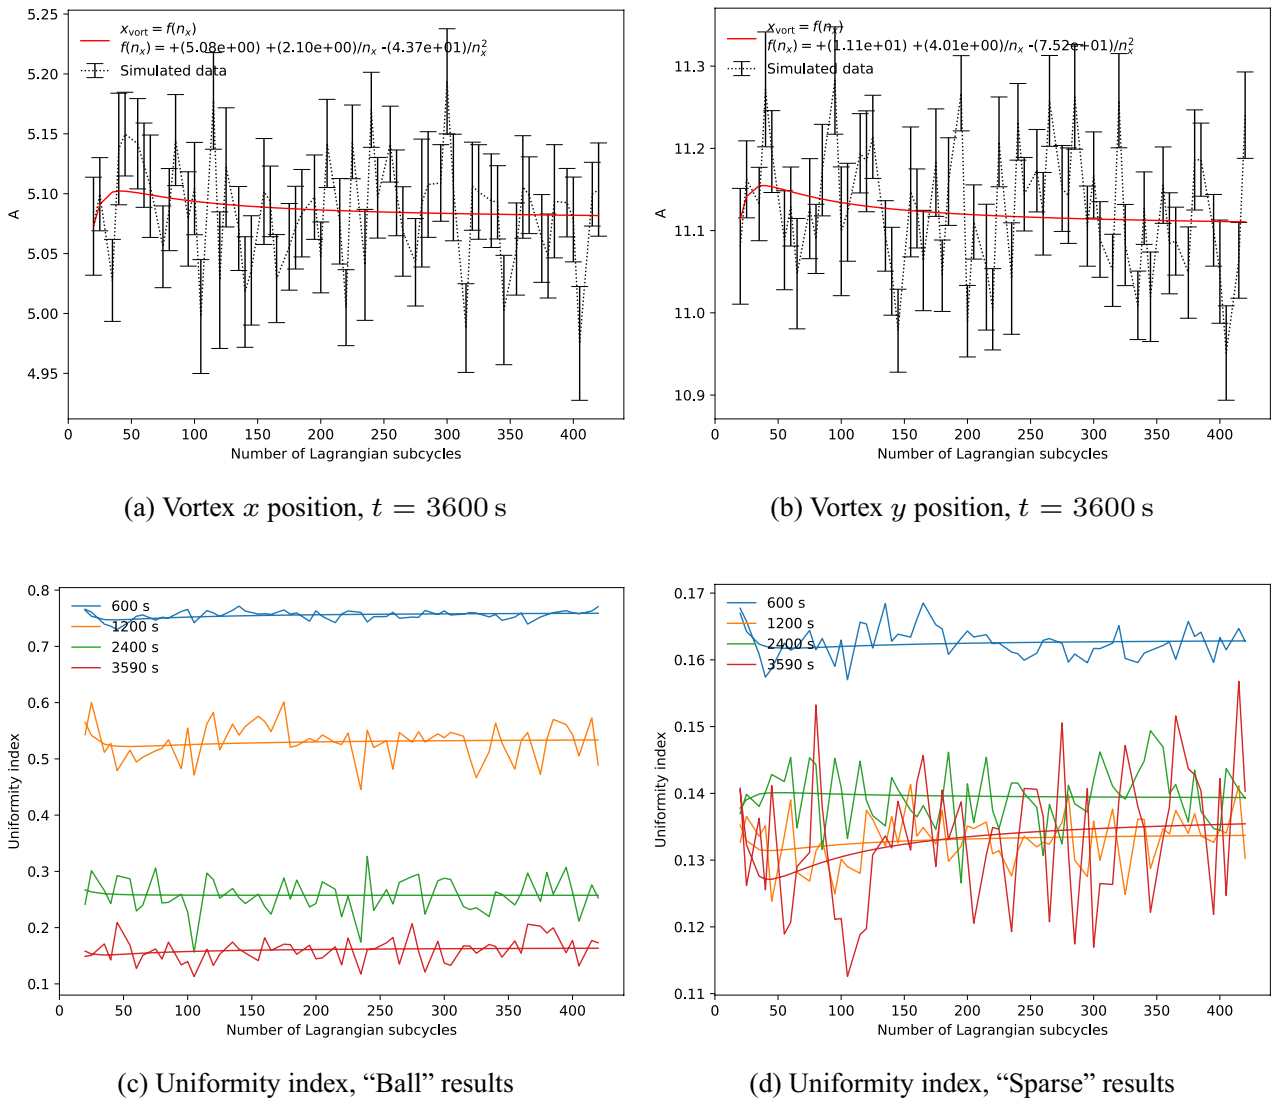 5.25
5.20
5.15
5.10
5.05
5.00
4.95
A
x_vort = f(n_x)
f(n_x) = +(5.08e+00) +(2.10e+00)/n_x -(4.37e+01)/n_x^2
Simulated data
0 50 100 150 200 250 300 350 400
Number of Lagrangian subcycles
(a) Vortex x position, t = 3600 s
11.3
11.2
11.1
11.0
10.9
A
x_vort = f(n_x)
f(n_x) = +(1.11e+01) +(4.01e+00)/n_x -(7.52e+01)/n_x^2
Simulated data
0 50 100 150 200 250 300 350 400
Number of Lagrangian subcycles
(b) Vortex y position, t = 3600 s
0.8
0.7
0.6
0.5
0.4
0.3
0.2
0.1
Uniformity index
600 s
1200 s
2400 s
3590 s
0 50 100 150 200 250 300 350 400
Number of Lagrangian subcycles
(c) Uniformity index, “Ball” results
0.17
0.16
0.15
0.14
0.13
0.12
0.11
Uniformity index
600 s
1200 s
2400 s
3590 s
0 50 100 150 200 250 300 350 400
Number of Lagrangian subcycles
(d) Uniformity index, “Sparse” results